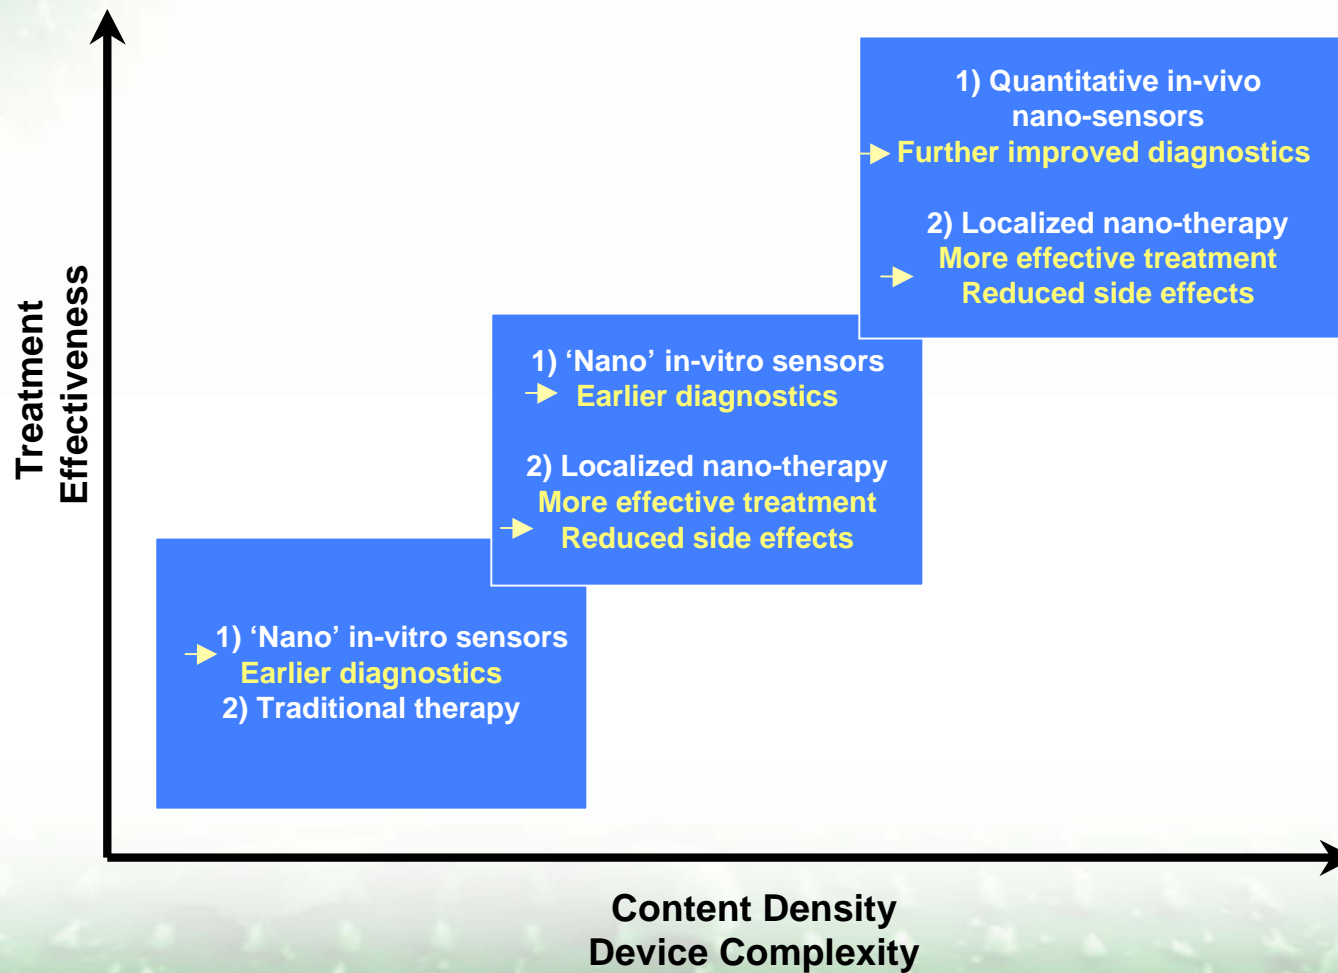 1) Quantitative in-vivo
nano-sensors
Further improved diagnostics
2) Localized nano-therapy
More effective treatment
Reduced side effects
Treatment
Effectiveness
1) ‘Nano’ in-vitro sensors
Earlier diagnostics
2) Localized nano-therapy
More effective treatment
Reduced side effects
1) ‘Nano’ in-vitro sensors
Earlier diagnostics
2) Traditional therapy
Content Density
Device Complexity